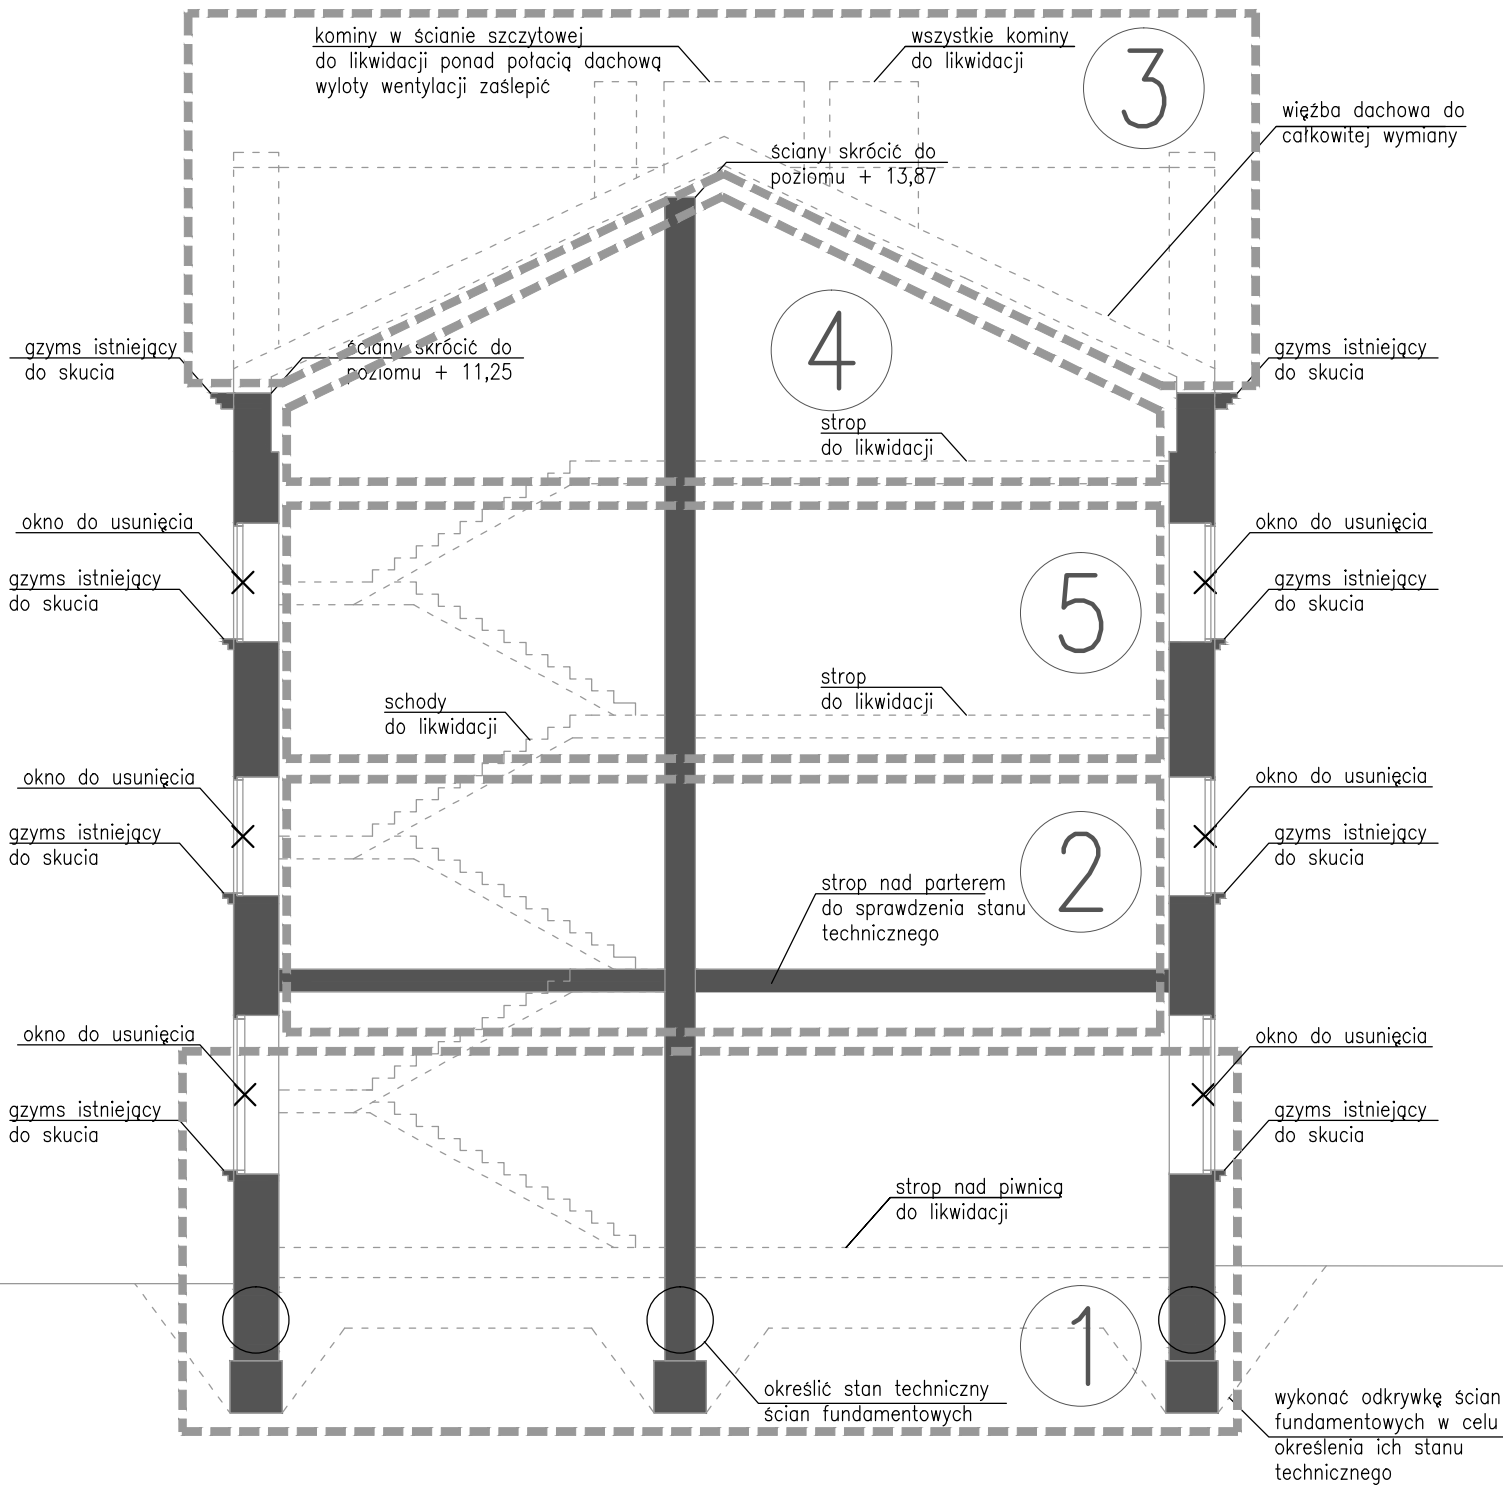 kominy w ścianie szczytowej
do likwidacji ponad połacią dachową
wyloty wentylacji zaślepić
wszystkie kominy
do likwidacji
3
więźba dachowa do
całkowitej wymiany
ściany skrócić do
poziomu + 13,87
gzyms istniejący
do skucia
ściany skrócić do
poziomu + 11,25
4
gzyms istniejący
do skucia
strop
do likwidacji
okno do usunięcia
okno do usunięcia
gzyms istniejący
do skucia
5
gzyms istniejący
do skucia
schody
do likwidacji
strop
do likwidacji
okno do usunięcia
okno do usunięcia
gzyms istniejący
do skucia
2
gzyms istniejący
do skucia
strop nad parterem
do sprawdzenia stanu
technicznego
okno do usunięcia
okno do usunięcia
gzyms istniejący
do skucia
gzyms istniejący
do skucia
strop nad piwnicą
do likwidacji
1
określić stan techniczny
ścian fundamentowych
wykonać odkrywkę ścian
fundamentowych w celu
określenia ich stanu
technicznego